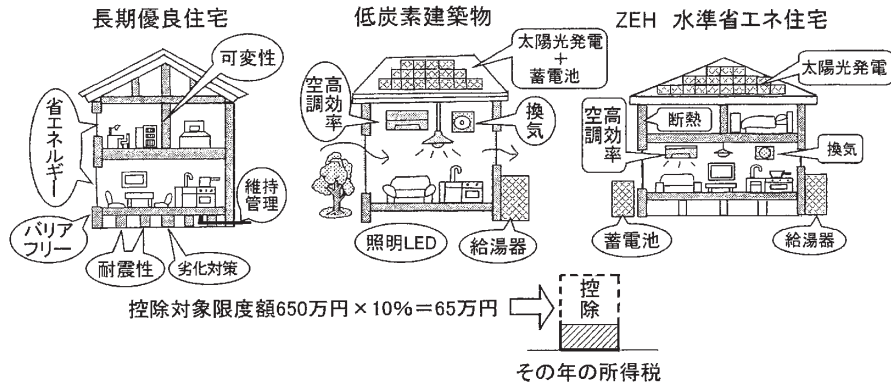 長期優良住宅
可変性
省エネルギー
バリア
フリー
耐震性
劣化対策
維持
管理
低炭素建築物
太陽光発電
＋
蓄電池
高効率
空調
換気
照明LED
給湯器
ZEH 水準省エネ住宅
太陽光発電
断熱
高効率
空調
換気
蓄電池
給湯器
控除対象限度額650万円×10%＝65万円
控除
その年の所得税